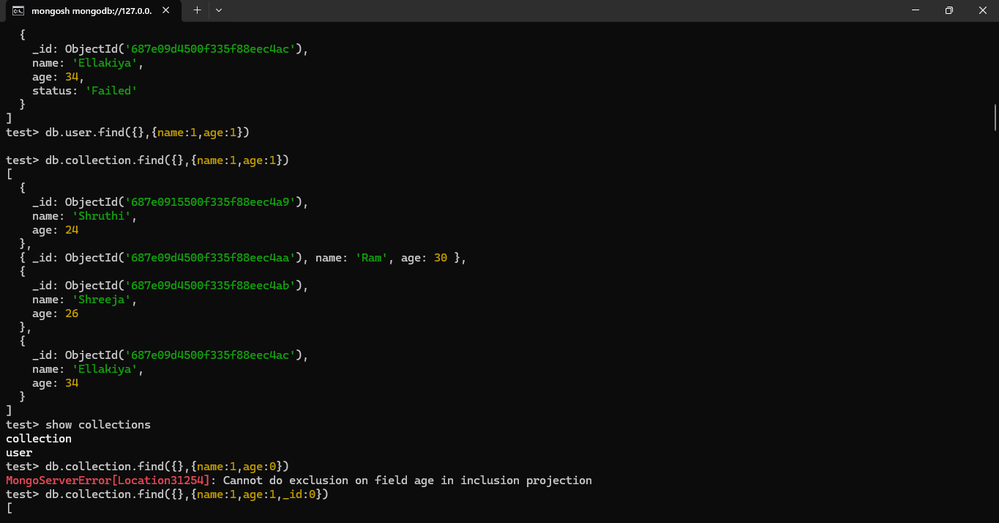 mongosh mongodb://127.0.0.
{
_id: ObjectId('687e09d4500f335f88eec4ac'),
name: 'Ellakiya',
age: 34,
status: 'Failed'
}
]
test> db.user.find({},{name:1,age:1})
test> db.collection.find({},{name:1,age:1})
[
{
_id: ObjectId('687e0915500f335f88eec4a9'),
name: 'Shruthi',
age: 24
},
{ _id: ObjectId('687e09d4500f335f88eec4aa'), name: 'Ram', age: 30 },
{
_id: ObjectId('687e09d4500f335f88eec4ab'),
name: 'Shreeja',
age: 26
},
{
_id: ObjectId('687e09d4500f335f88eec4ac'),
name: 'Ellakiya',
age: 34
}
]
test> show collections
collection
user
test> db.collection.find({},{name:1,age:0})
MongoServerError[Location31254]: Cannot do exclusion on field age in inclusion projection
test> db.collection.find({},{name:1,age:1,_id:0})
[